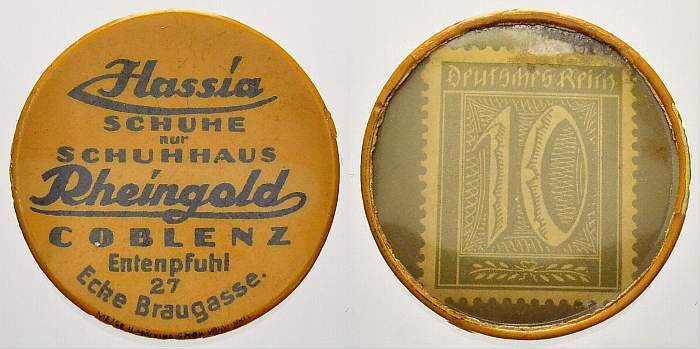 Hassia
SCHUHE
nur
SCHUHHAUS
Rheingold
COBLENZ
Entenpfuhl
27
Ecke Braugasse.
Deutsches Reich
10